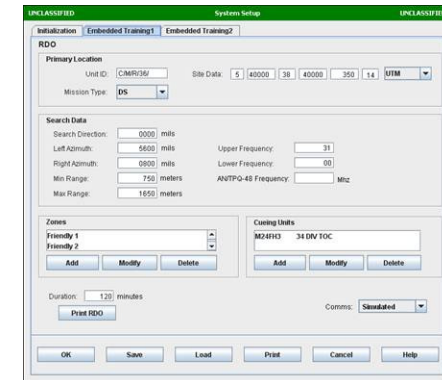 UNCLASSIFIED System Setup UNCLASSIFIED
Initialization Embedded Training1 Embedded Training2
RDO
Primary Location
Unit ID: C/M/R/36/ Site Data: 5 40000 38 40000 350 14 UTM
Mission Type: DS
Search Data
Search Direction: 0000 mils
Left Azimuth: 5600 mils Upper Frequency: 31
Right Azimuth: 0800 mils Lower Frequency: 00
Min Range: 750 meters AN/TPQ-48 Frequency: Mhz
Max Range: 1650 meters
Zones Cueing Units
Friendly 1 M24FH3 34 DIV TOC
Friendly 2
Add Modify Delete Add Modify Delete
Duration: 120 minutes
Comms: Simulated
Print RDO
OK Save Load Print Cancel Help